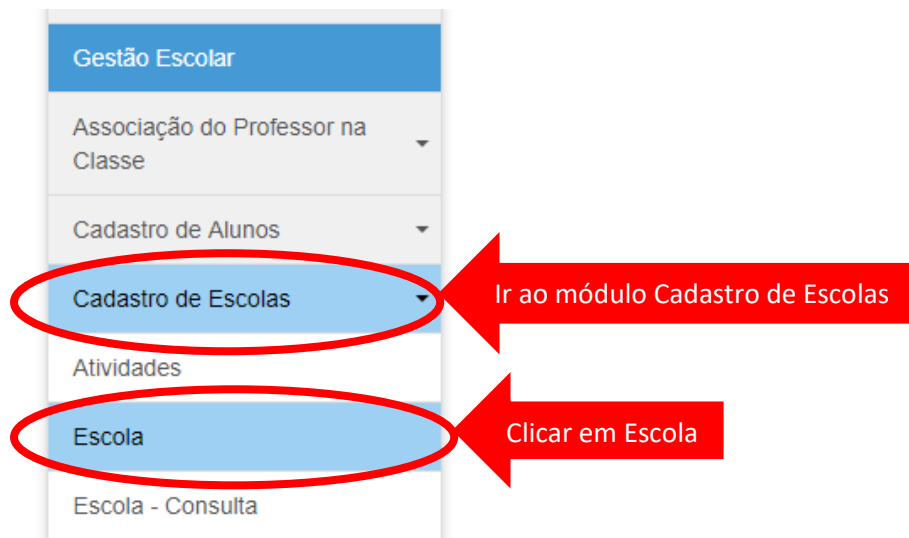 Gestão Escolar
Associação do Professor na
Classe
Cadastro de Alunos
Cadastro de Escolas
Ir ao módulo Cadastro de Escolas
Atividades
Escola
Clicar em Escola
Escola - Consulta